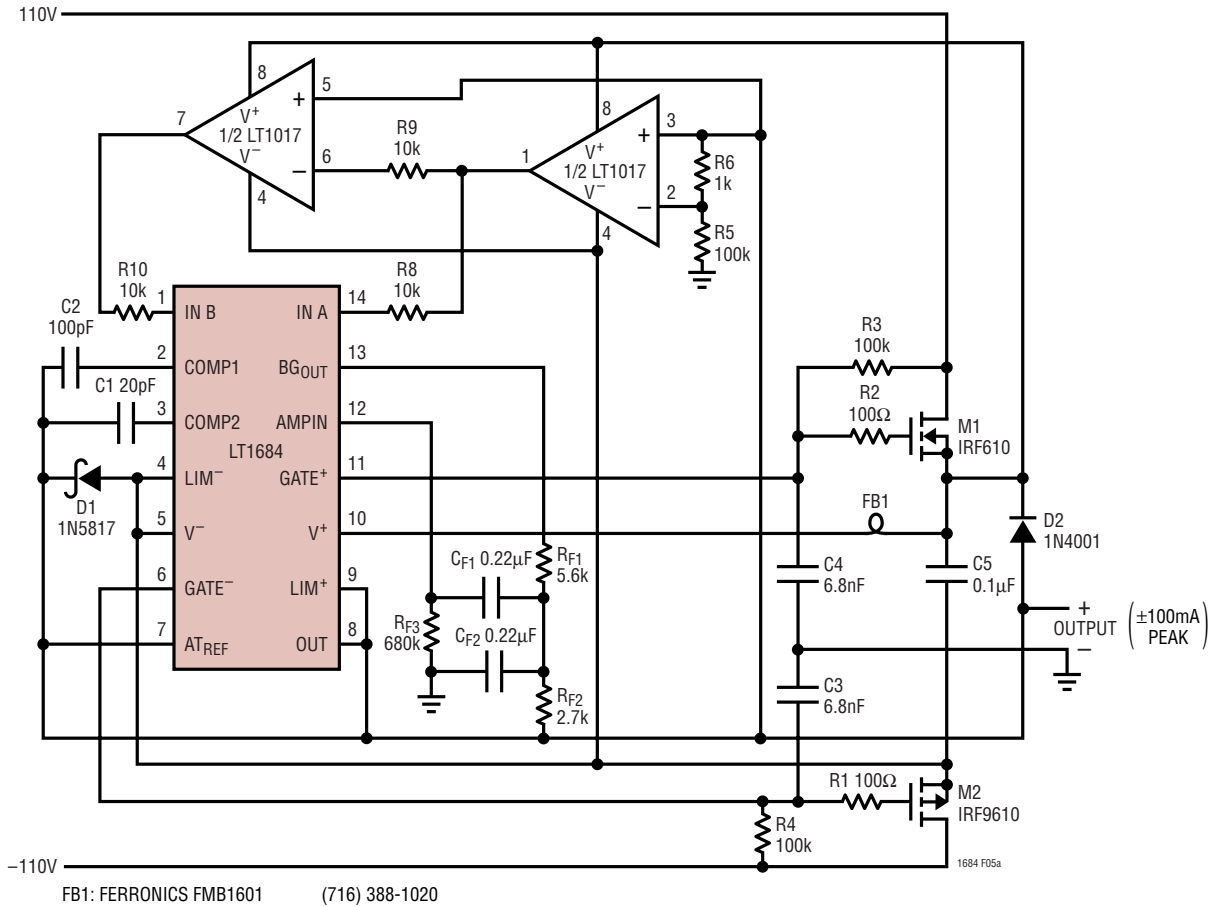 110V
8
5
+
7
V+
1/2 LT1017
V−
6
−
4
R9
10k
1
8
3
+
V+
1/2 LT1017
V−
2
−
4
R6
1k
R5
100k
R10
10k
R8
10k
C2
100pF
C1 20pF
D1
1N5817
1
IN B
2
COMP1
3
COMP2
LT1684
4
LIM−
5
V−
6
GATE−
7
ATREF
14
IN A
13
BGOUT
12
AMPIN
11
GATE+
10
V+
9
LIM+
8
OUT
CF1 0.22µF
RF1
5.6k
RF3
680k
CF2 0.22µF
RF2
2.7k
R3
100k
R2
100Ω
M1
IRF610
FB1
D2
1N4001
C4
6.8nF
C5
0.1µF
+
OUTPUT
−
(±100mA
PEAK)
C3
6.8nF
R1 100Ω
M2
IRF9610
R4
100k
−110V
1684 F05a
FB1: FERRONICS FMB1601 (716) 388-1020